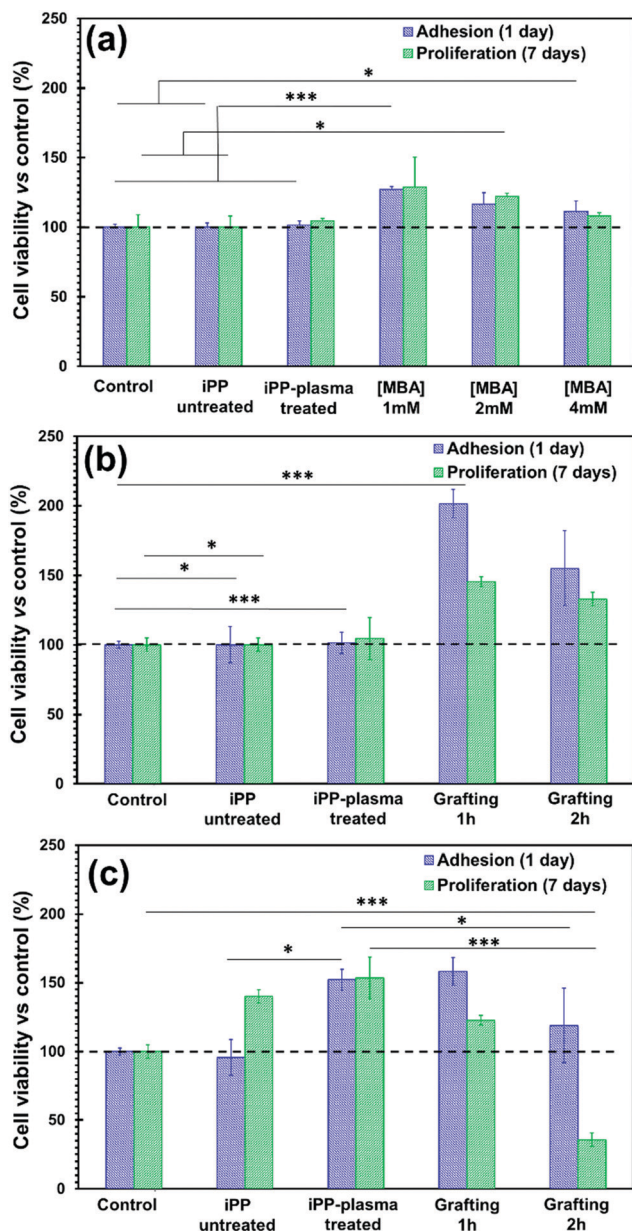 (a)
Adhesion (1 day)
Proliferation (7 days)
Cell viability vs control (%)
250
200
150
100
50
0
*
***
*
Control
iPP
untreated
iPP-plasma
treated
[MBA]
1mM
[MBA]
2mM
[MBA]
4mM
(b)
Adhesion (1 day)
Proliferation (7 days)
Cell viability vs control (%)
250
200
150
100
50
0
***
*
*
***
Control
iPP
untreated
iPP-plasma
treated
Grafting
1h
Grafting
2h
(c)
Adhesion (1 day)
Proliferation (7 days)
Cell viability vs control (%)
250
200
150
100
50
0
***
*
*
***
Control
iPP
untreated
iPP-plasma
treated
Grafting
1h
Grafting
2h